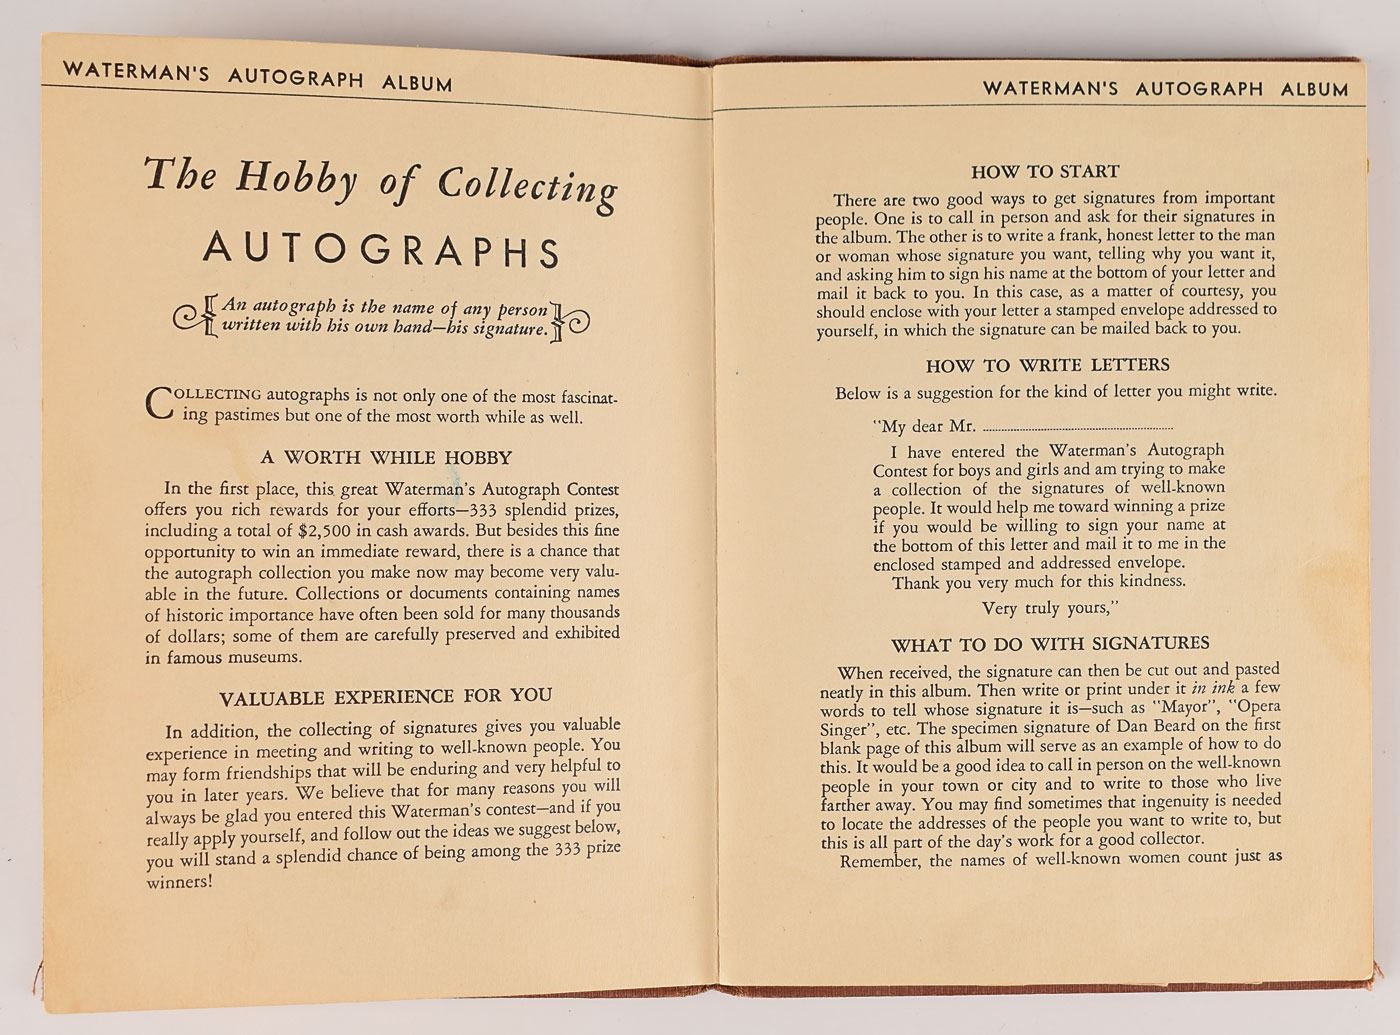 WATERMAN'S AUTOGRAPH ALBUM
The Hobby of Collecting
AUTOGRAPHS
An autograph is the name of any person
written with his own hand—his signature.
COLLECTING autographs is not only one of the most fascinat-
ing pastimes but one of the most worth while as well.
A WORTH WHILE HOBBY
In the first place, this great Waterman's Autograph Contest
offers you rich rewards for your efforts—333 splendid prizes,
including a total of $2,500 in cash awards. But besides this fine
opportunity to win an immediate reward, there is a chance that
the autograph collection you make now may become very valu-
able in the future. Collections or documents containing names
of historic importance have often been sold for many thousands
of dollars; some of them are carefully preserved and exhibited
in famous museums.
VALUABLE EXPERIENCE FOR YOU
In addition, the collecting of signatures gives you valuable
experience in meeting and writing to well-known people. You
may form friendships that will be enduring and very helpful to
you in later years. We believe that for many reasons you will
always be glad you entered this Waterman's contest—and if you
really apply yourself, and follow out the ideas we suggest below,
you will stand a splendid chance of being among the 333 prize
winners!
WATERMAN'S AUTOGRAPH ALBUM
HOW TO START
There are two good ways to get signatures from important
people. One is to call in person and ask for their signatures in
the album. The other is to write a frank, honest letter to the man
or woman whose signature you want, telling why you want it,
and asking him to sign his name at the bottom of your letter and
mail it back to you. In this case, as a matter of courtesy, you
should enclose with your letter a stamped envelope addressed to
yourself, in which the signature can be mailed back to you.
HOW TO WRITE LETTERS
Below is a suggestion for the kind of letter you might write.
"My dear Mr. ........................................
I have entered the Waterman's Autograph
Contest for boys and girls and am trying to make
a collection of the signatures of well-known
people. It would help me toward winning a prize
if you would be willing to sign your name at
the bottom of this letter and mail it to me in the
enclosed stamped and addressed envelope.
Thank you very much for this kindness.
Very truly yours,"
WHAT TO DO WITH SIGNATURES
When received, the signature can then be cut out and pasted
neatly in this album. Then write or print under it in ink a few
words to tell whose signature it is—such as "Mayor", "Opera
Singer", etc. The specimen signature of Dan Beard on the first
blank page of this album will serve as an example of how to do
this. It would be a good idea to call in person on the well-known
people in your town or city and to write to those who live
farther away. You may find sometimes that ingenuity is needed
to locate the addresses of the people you want to write to, but
this is all part of the day's work for a good collector.
Remember, the names of well-known women count just as